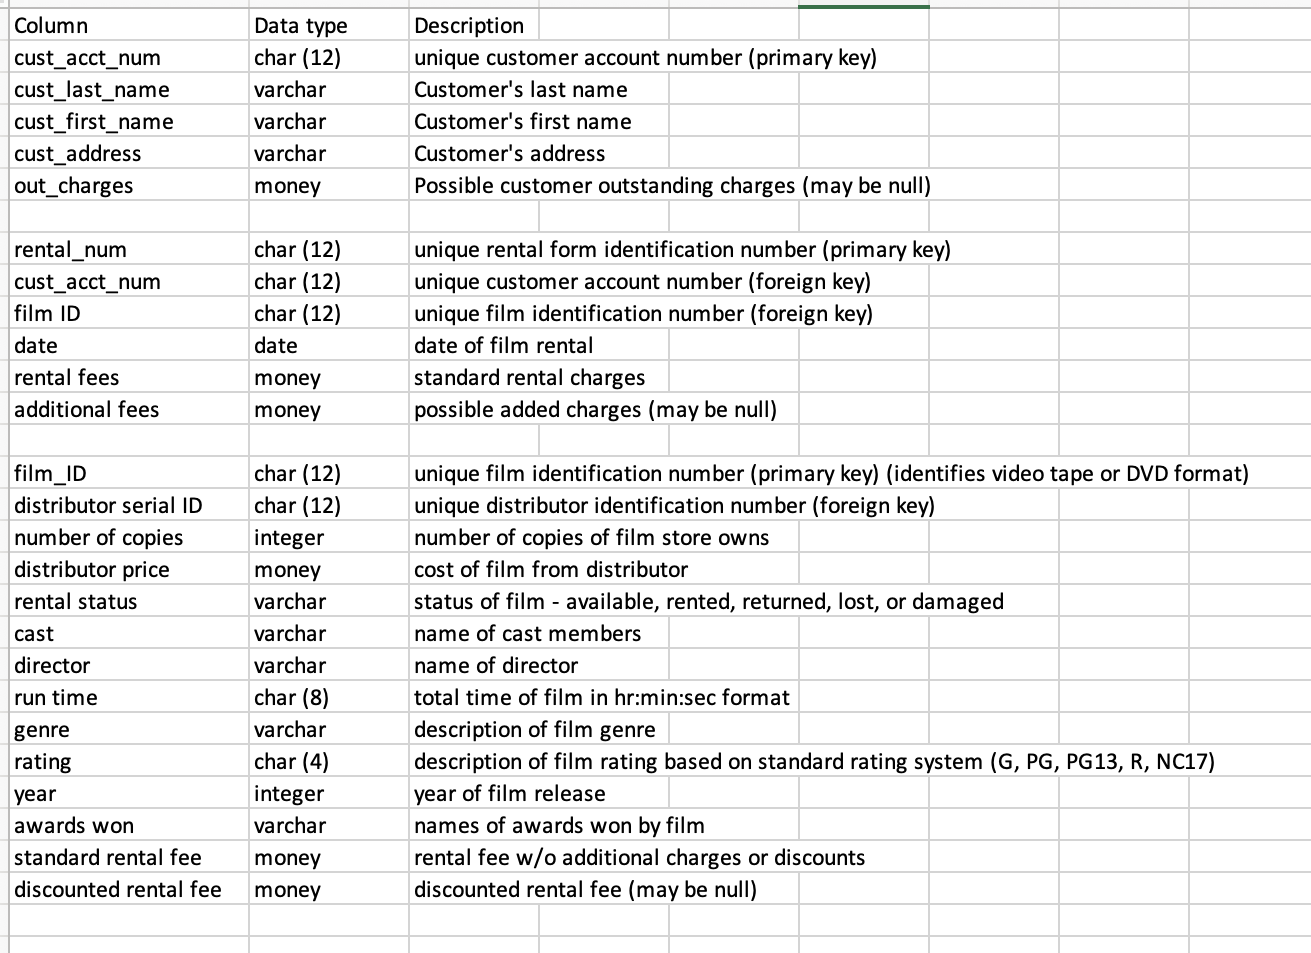 Column Data type Description
cust_acct_num char (12) unique customer account number (primary key)
cust_last_name varchar Customer's last name
cust_first_name varchar Customer's first name
cust_address varchar Customer's address
out_charges money Possible customer outstanding charges (may be null)
rental_num char (12) unique rental form identification number (primary key)
cust_acct_num char (12) unique customer account number (foreign key)
film ID char (12) unique film identification number (foreign key)
date date date of film rental
rental fees money standard rental charges
additional fees money possible added charges (may be null)
film_ID char (12) unique film identification number (primary key) (identifies video tape or DVD format)
distributor serial ID char (12) unique distributor identification number (foreign key)
number of copies integer number of copies of film store owns
distributor price money cost of film from distributor
rental status varchar status of film - available, rented, returned, lost, or damaged
cast varchar name of cast members
director varchar name of director
run time char (8) total time of film in hr:min:sec format
genre varchar description of film genre
rating char (4) description of film rating based on standard rating system (G, PG, PG13, R, NC17)
year integer year of film release
awards won varchar names of awards won by film
standard rental fee money rental fee w/o additional charges or discounts
discounted rental fee money discounted rental fee (may be null)